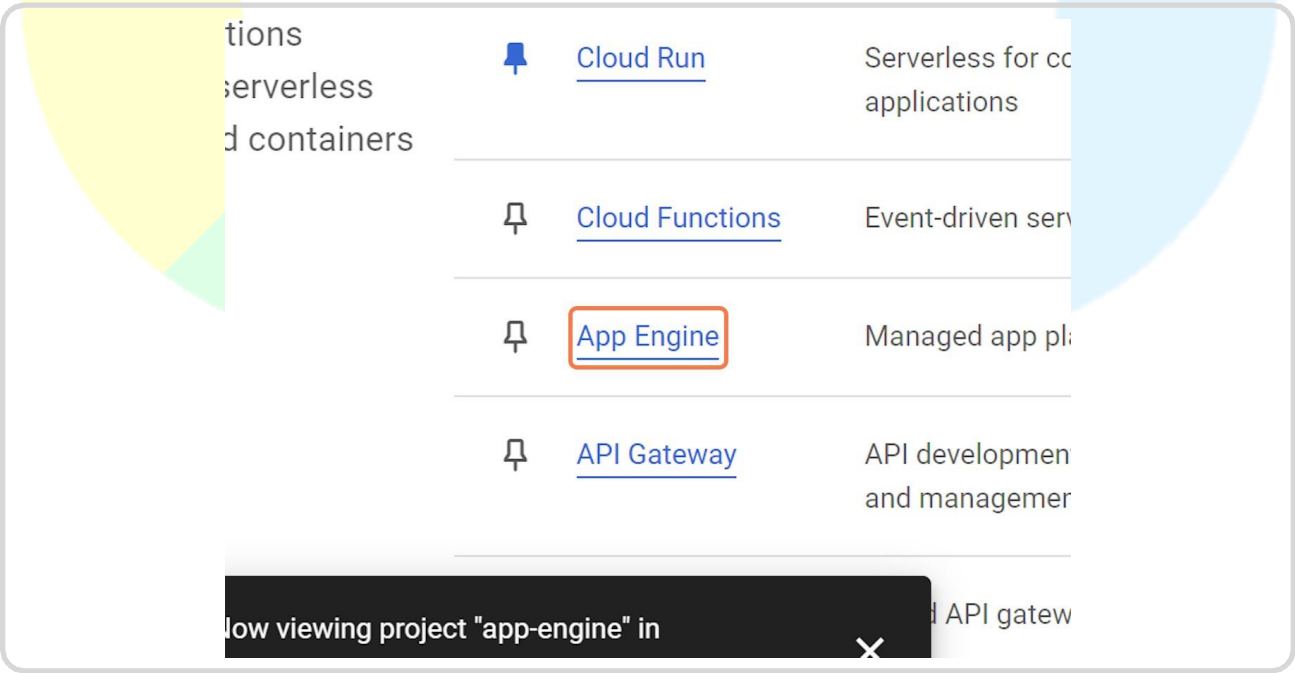 tions
serverless
d containers
Cloud Run
Serverless for co
applications
Cloud Functions
Event-driven serv
App Engine
Managed app pla
API Gateway
API development
and managemen
d API gatew
Now viewing project "app-engine" in